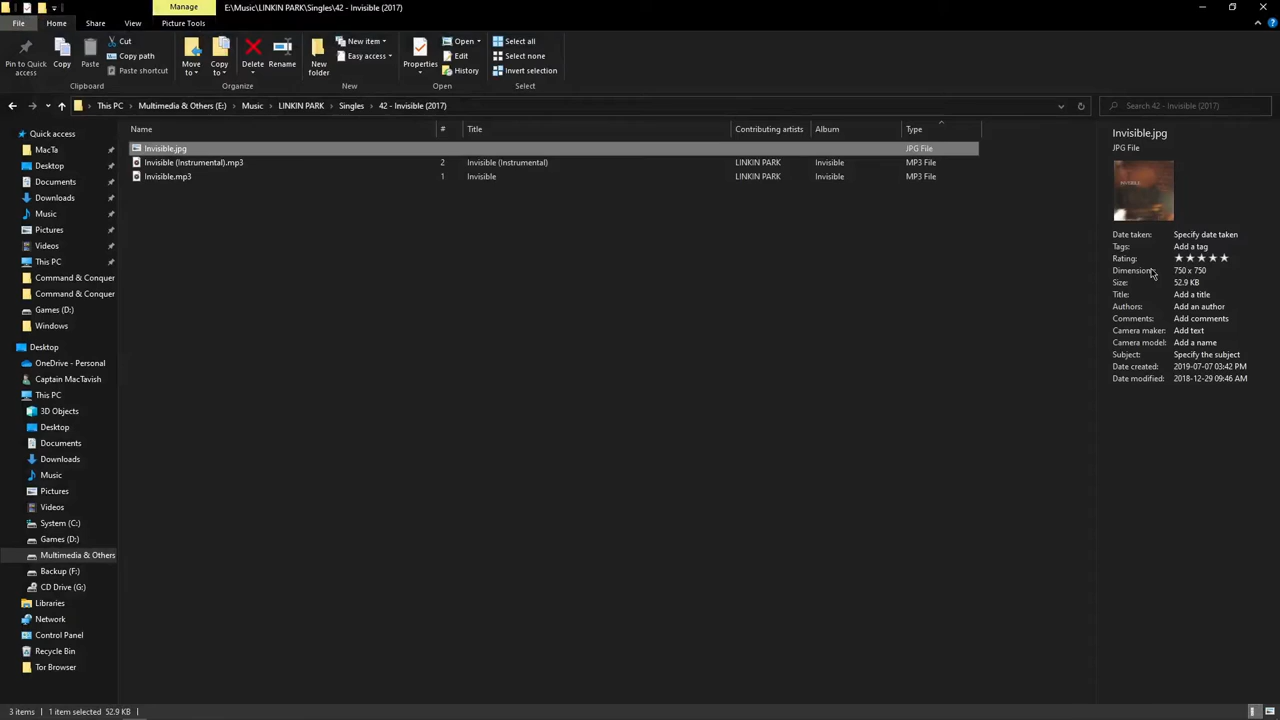 Manage
E:\Music\LINKIN PARK\Singles\42 - Invisible (2017)
File
Home
Share
View
Picture Tools
Pin to Quick access
Copy
Paste
Cut
Copy path
Paste shortcut
Clipboard
Move to
Copy to
Delete
Rename
Organize
New folder
New item
Easy access
New
Properties
Open
Edit
History
Open
Select all
Select none
Invert selection
Select
This PC
Multimedia & Others (E:)
Music
LINKIN PARK
Singles
42 - Invisible (2017)
Search 42 - Invisible (2017)
Quick access
MacTa
Desktop
Documents
Downloads
Music
Pictures
Videos
This PC
Command & Conquer
Command & Conquer
Games (D:)
Windows
Desktop
OneDrive - Personal
Captain MacTavish
This PC
3D Objects
Desktop
Documents
Downloads
Music
Pictures
Videos
System (C:)
Games (D:)
Multimedia & Others
Backup (F:)
CD Drive (G:)
Libraries
Network
Control Panel
Recycle Bin
Tor Browser
Name # Title Contributing artists Album Type
Invisible.jpg JPG File
Invisible (Instrumental).mp3 2 Invisible (Instrumental) LINKIN PARK Invisible MP3 File
Invisible.mp3 1 Invisible LINKIN PARK Invisible MP3 File
Invisible.jpg
JPG File
Date taken: Specify date taken
Tags: Add a tag
Rating: ★★★★★
Dimensions: 750 x 750
Size: 52.9 KB
Title: Add a title
Authors: Add an author
Comments: Add comments
Camera maker: Add text
Camera model: Add a name
Subject: Specify the subject
Date created: 2019-07-07 03:42 PM
Date modified: 2018-12-29 09:46 AM
3 items
1 item selected 52.9 KB